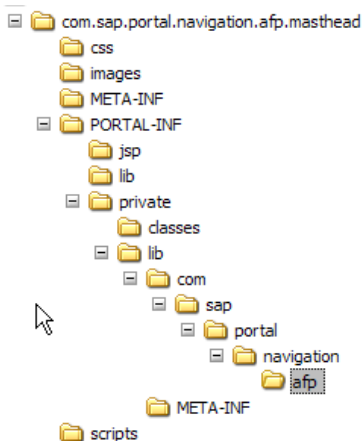 com.sap.portal.navigation.afp.masthead
css
images
META-INF
PORTAL-INF
jsp
lib
private
classes
lib
com
sap
portal
navigation
afp
META-INF
scripts